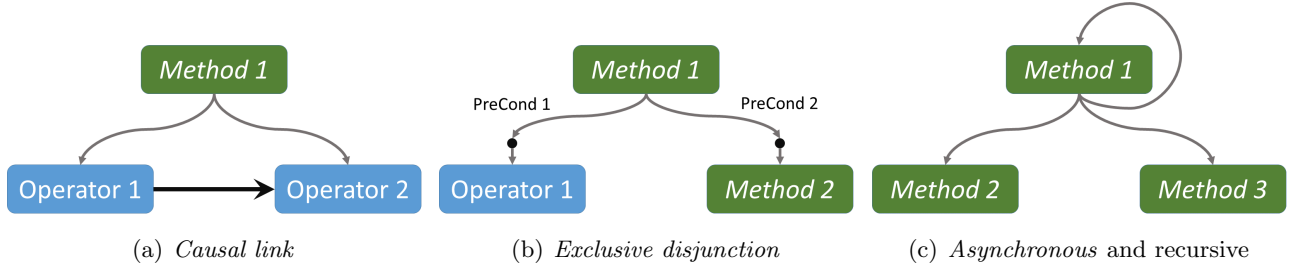 Method 1
Operator 1
Operator 2
(a) Causal link
Method 1
PreCond 1
PreCond 2
Operator 1
Method 2
(b) Exclusive disjunction
Method 1
Method 2
Method 3
(c) Asynchronous and recursive